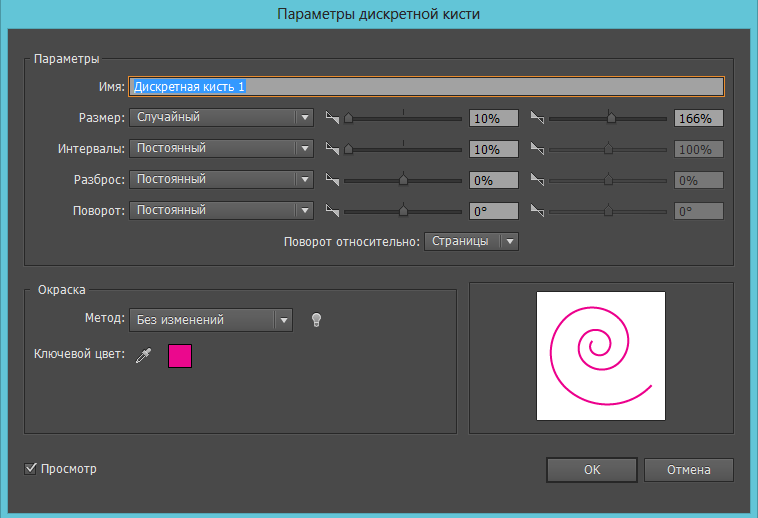 Параметры дискретной кисти
Параметры
Имя: Дискретная кисть 1
Размер: Случайный 10% 166%
Интервалы: Постоянный 10% 100%
Разброс: Постоянный 0% 0%
Поворот: Постоянный 0° 0°
Поворот относительно: Страницы
Окраска
Метод: Без изменений
Ключевой цвет:
Просмотр OK Отмена